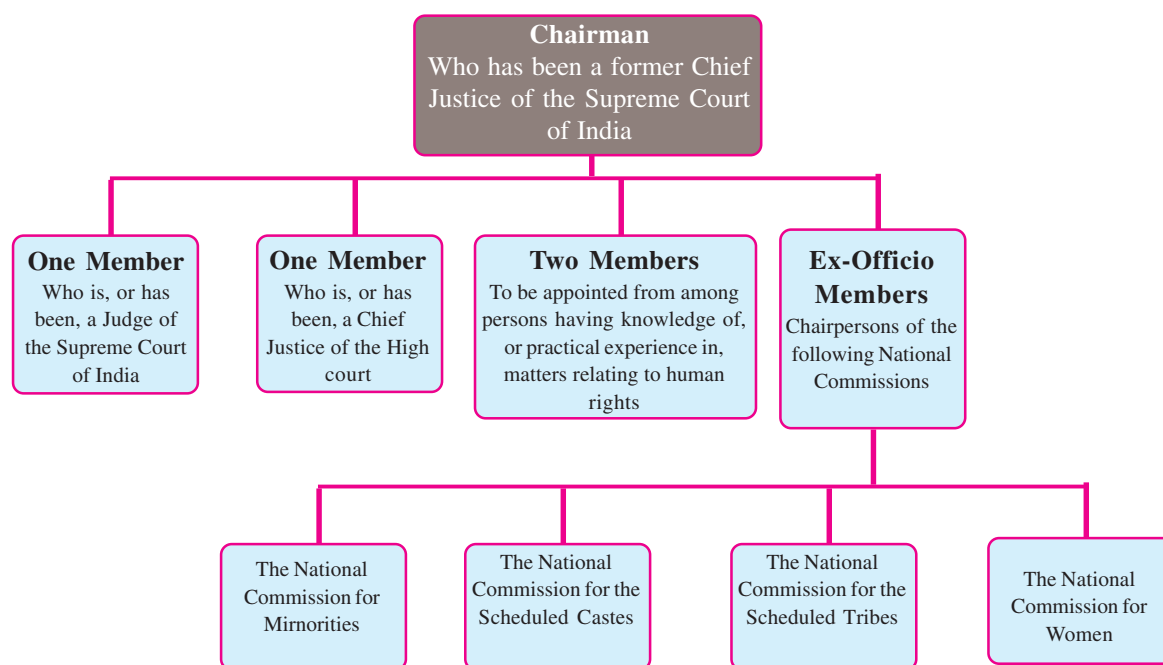 Chairman
Who has been a former Chief
Justice of the Supreme Court
of India
One Member
Who is, or has
been, a Judge of
the Supreme Court
of India
One Member
Who is, or has
been, a Chief
Justice of the High
court
Two Members
To be appointed from among
persons having knowledge of,
or practical experience in,
matters relating to human
rights
Ex-Officio
Members
Chairpersons of the
following National
Commissions
The National
Commission for
Mirnorities
The National
Commission for the
Scheduled Castes
The National
Commission for the
Scheduled Tribes
The National
Commission for
Women